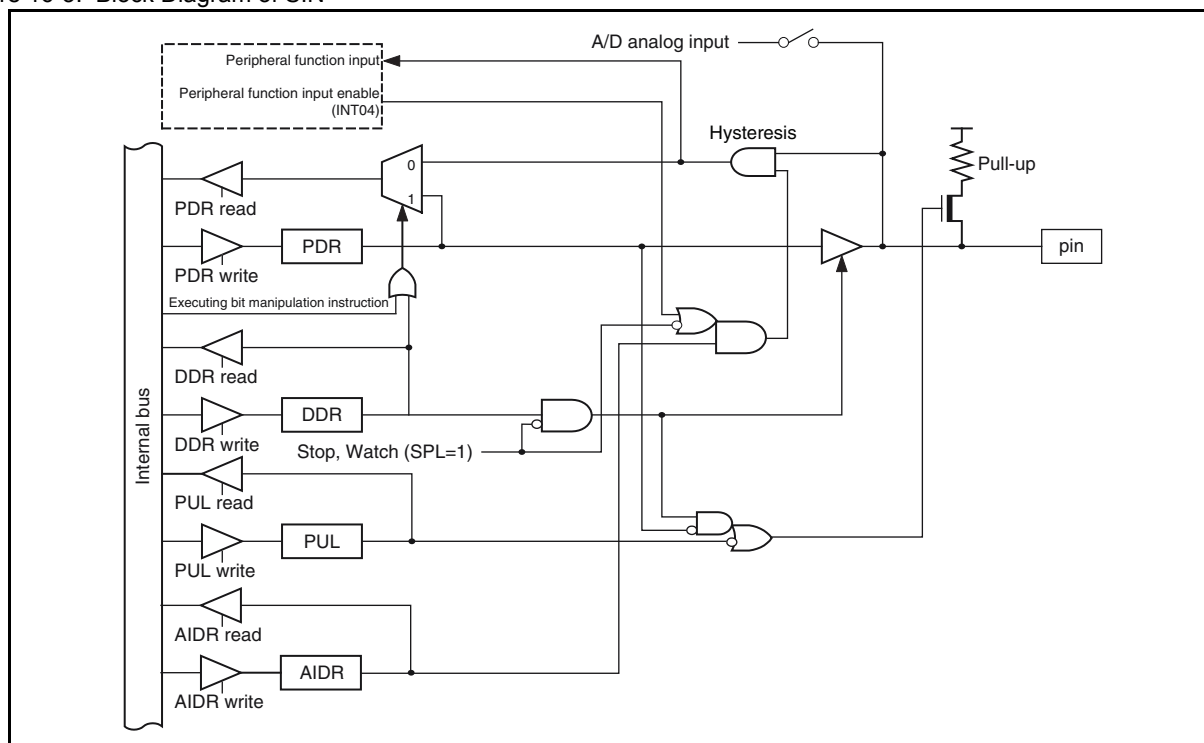 A/D analog input
Peripheral function input
Peripheral function input enable
(INT04)
Hysteresis
Pull-up
0
1
PDR read
PDR
pin
PDR write
Executing bit manipulation instruction
DDR read
DDR
DDR write
Stop, Watch (SPL=1)
Internal bus
PUL read
PUL
PUL write
AIDR read
AIDR
AIDR write